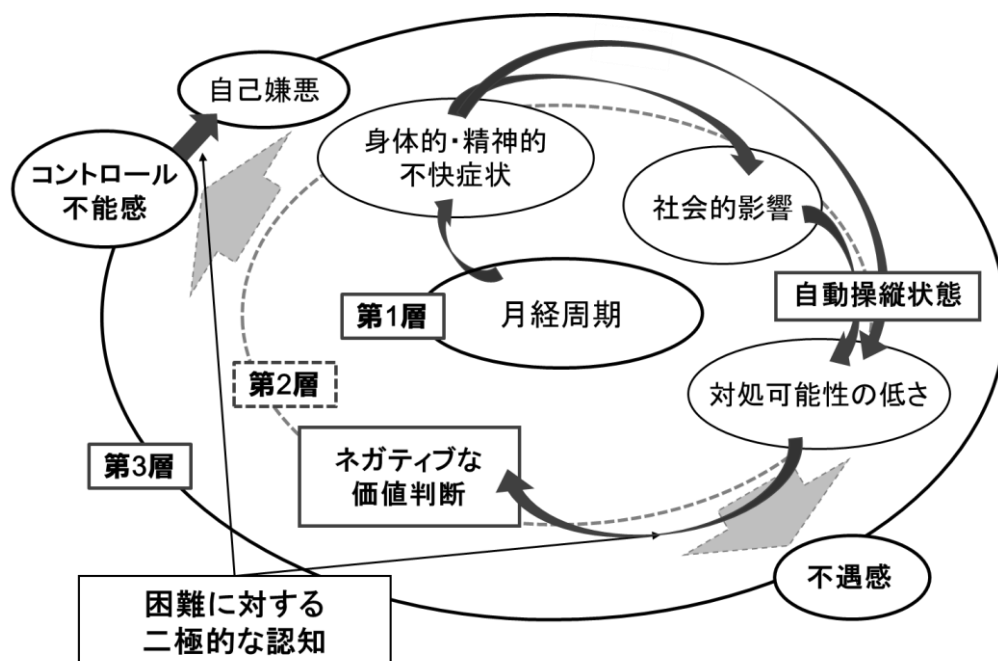 自己嫌悪
身体的・精神的
不快症状
コントロール
不能感
社会的影響
自動操縦状態
第1層
月経周期
第2層
対処可能性の低さ
第3層
ネガティブな
価値判断
不遇感
困難に対する
二極的な認知